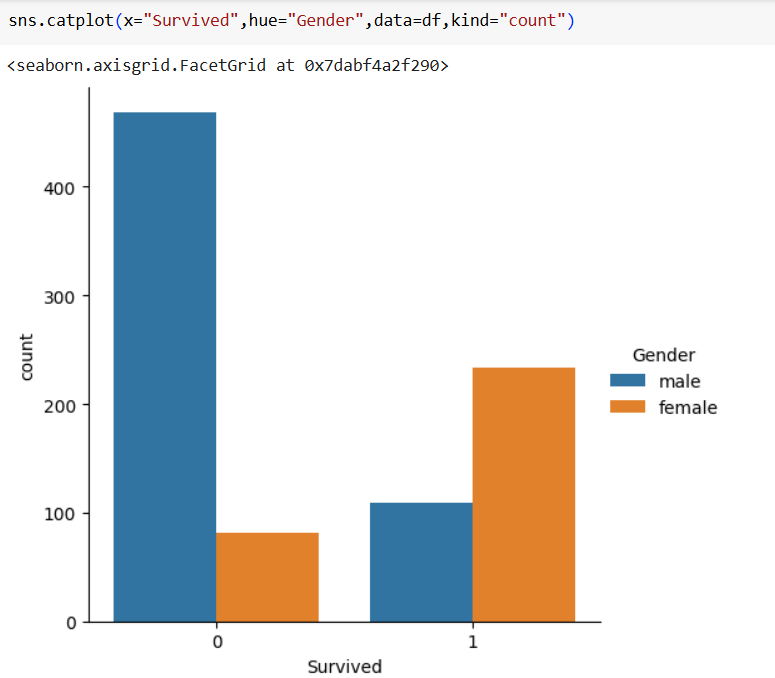 sns.catplot(x="Survived",hue="Gender",data=df,kind="count")
<seaborn.axisgrid.FacetGrid at 0x7dabf4a2f290>
400
300
200
100
0
count
0 1
Survived
Gender
male
female